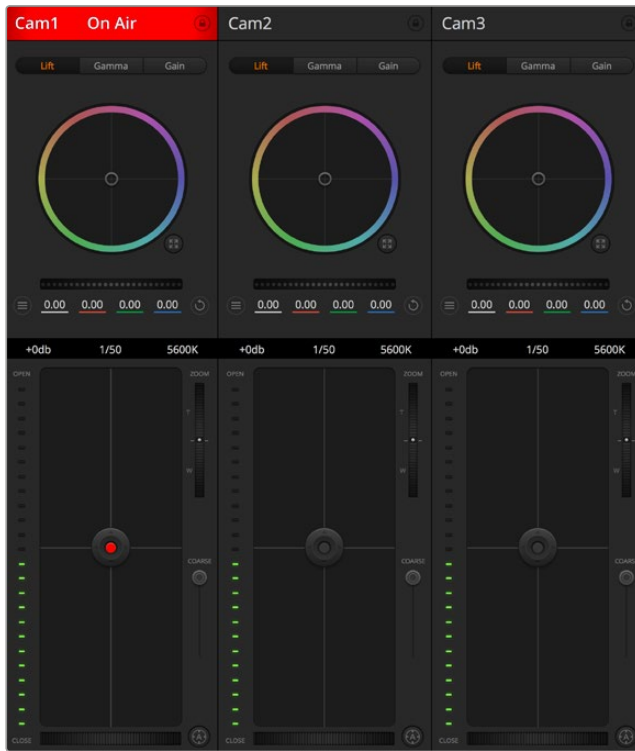 Cam1 On Air
Lift Gamma Gain
0.00 0.00 0.00 0.00
+0db 1/50 5600K
OPEN ZOOM
T
W
COARSE
CLOSE A
Cam2
Lift Gamma Gain
0.00 0.00 0.00 0.00
+0db 1/50 5600K
OPEN ZOOM
T
W
COARSE
CLOSE A
Cam3
Lift Gamma Gain
0.00 0.00 0.00 0.00
+0db 1/50 5600K
OPEN ZOOM
T
W
COARSE
CLOSE A